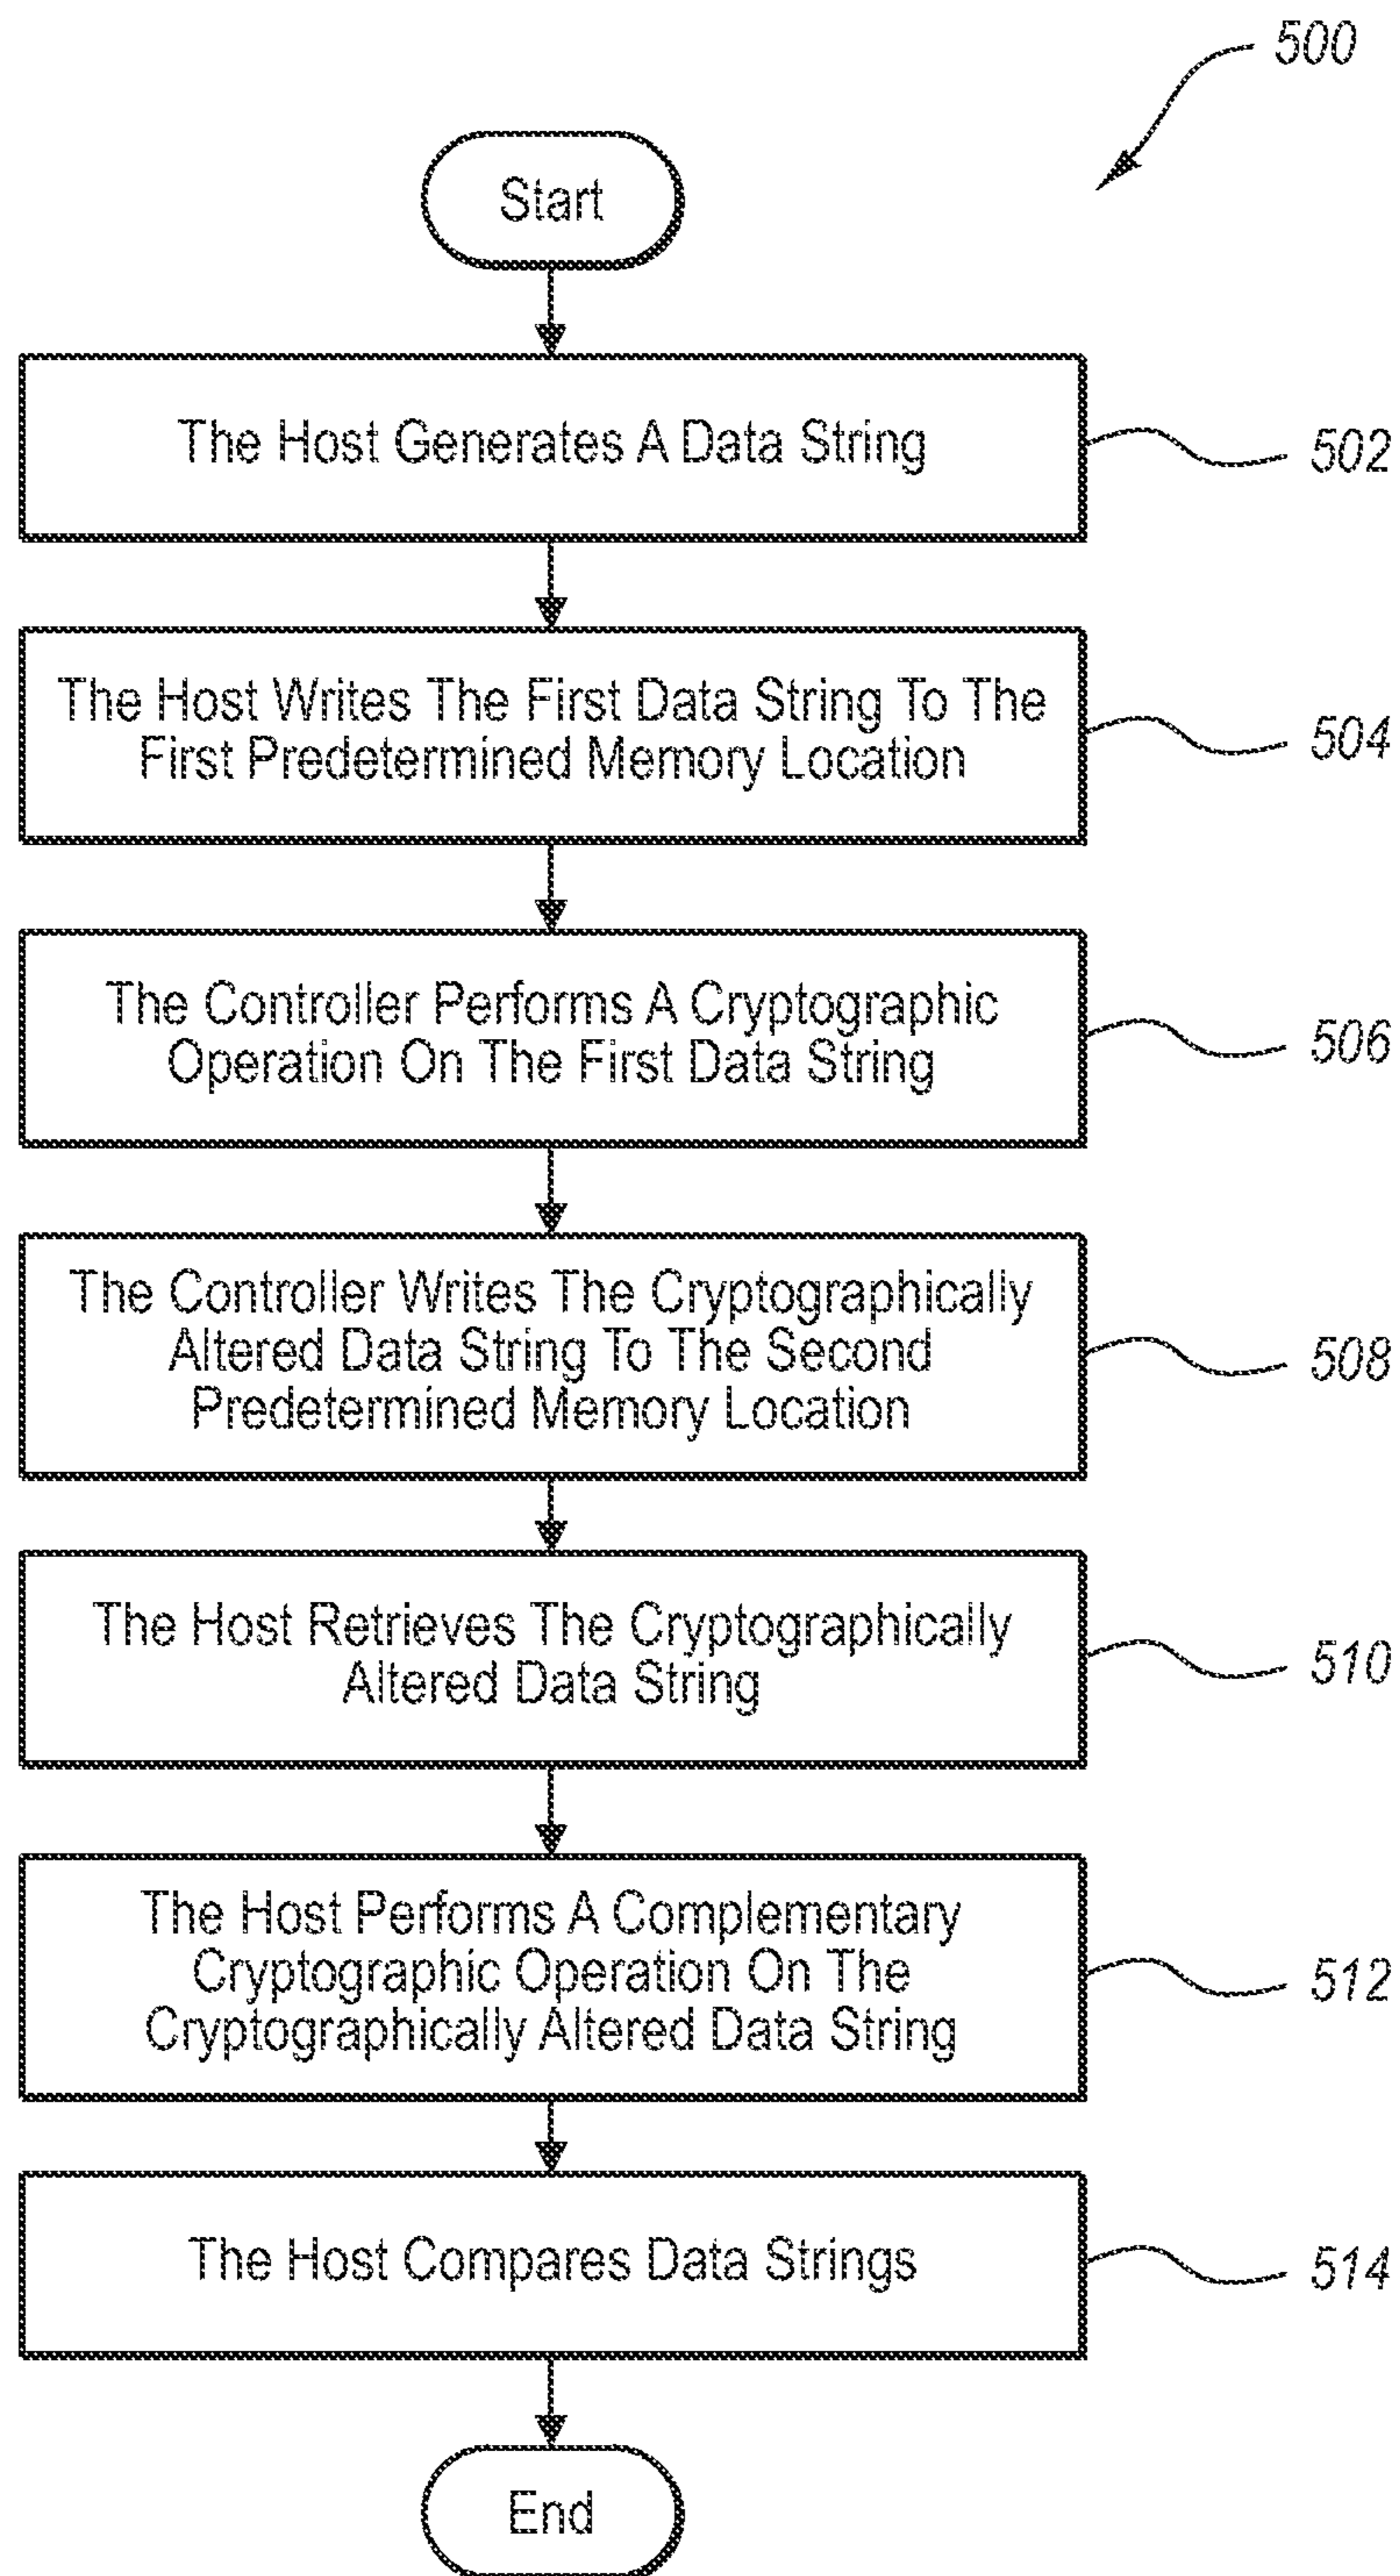 500
Start
The Host Generates A Data String
502
The Host Writes The First Data String To The
First Predetermined Memory Location
504
The Controller Performs A Cryptographic
Operation On The First Data String
506
The Controller Writes The Cryptographically
Altered Data String To The Second
Predetermined Memory Location
508
The Host Retrieves The Cryptographically
Altered Data String
510
The Host Performs A Complementary
Cryptographic Operation On The
Cryptographically Altered Data String
512
The Host Compares Data Strings
514
End